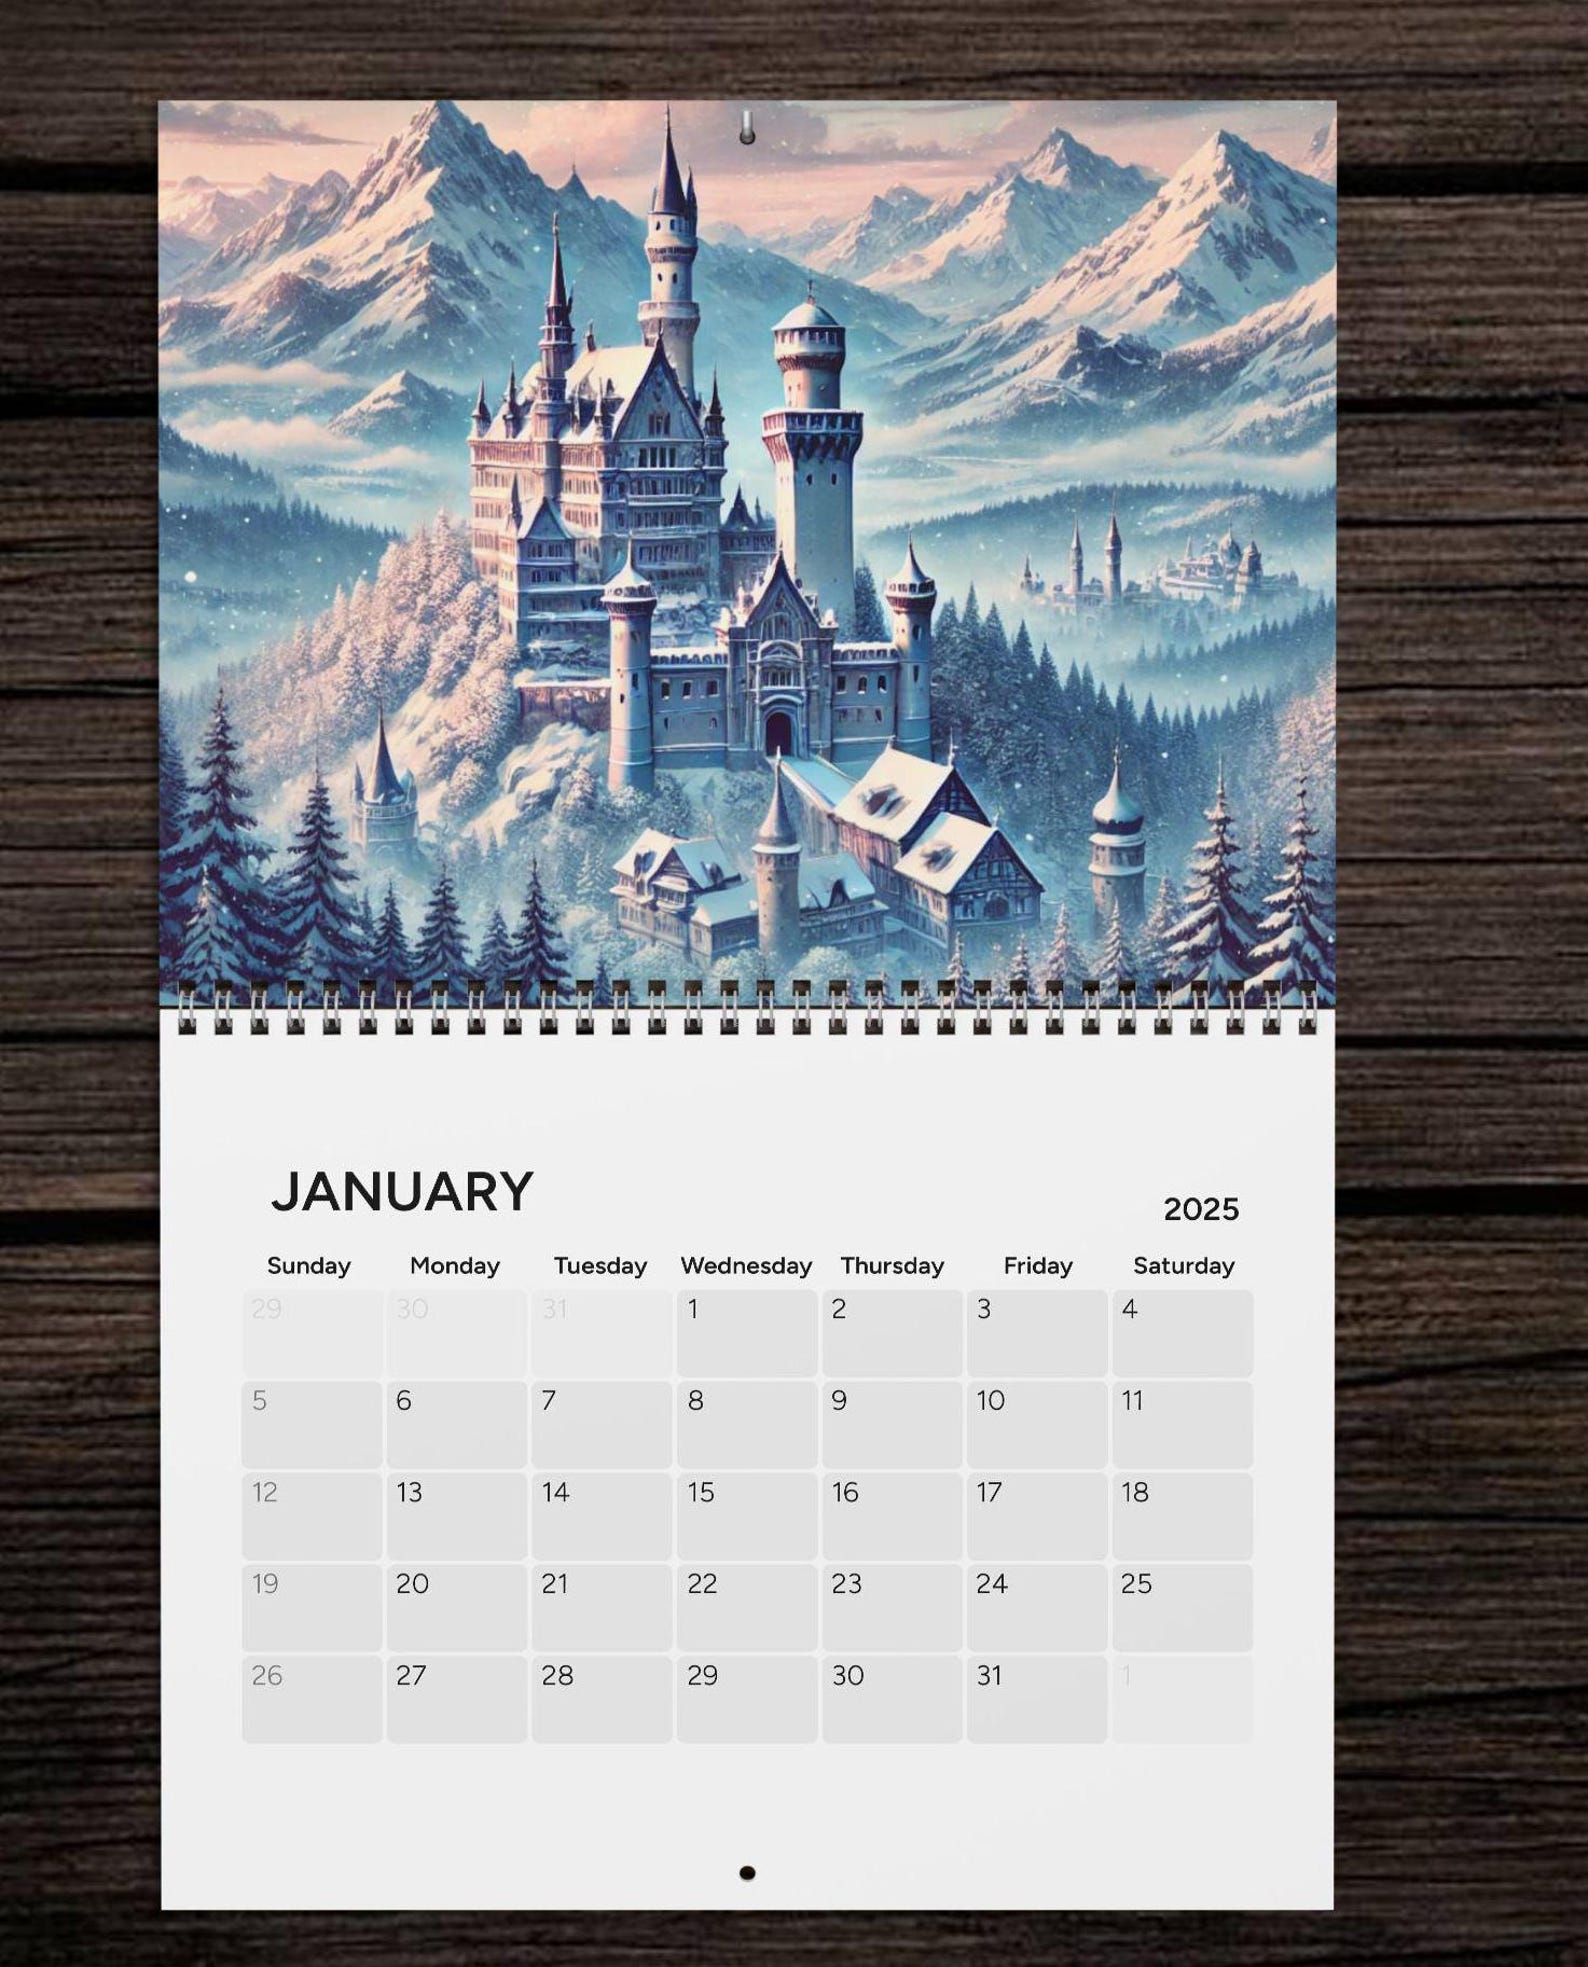 JANUARY
2025
Sunday Monday Tuesday Wednesday Thursday Friday Saturday
29 30 31 1 2 3 4
5 6 7 8 9 10 11
12 13 14 15 16 17 18
19 20 21 22 23 24 25
26 27 28 29 30 31 1